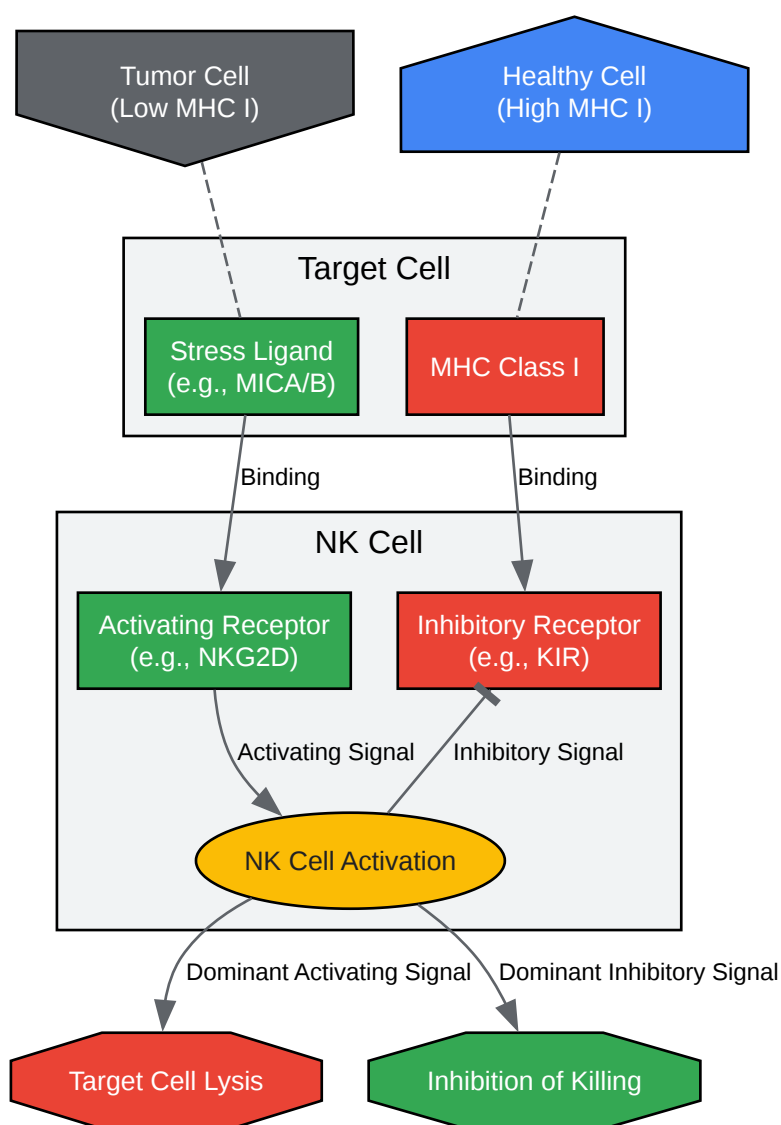 Tumor Cell
(Low MHC I)
Healthy Cell
(High MHC I)
Target Cell
Stress Ligand
(e.g., MICA/B)
MHC Class I
Binding
Binding
NK Cell
Activating Receptor
(e.g., NKG2D)
Inhibitory Receptor
(e.g., KIR)
Activating Signal
Inhibitory Signal
NK Cell Activation
Dominant Activating Signal
Dominant Inhibitory Signal
Target Cell Lysis
Inhibition of Killing